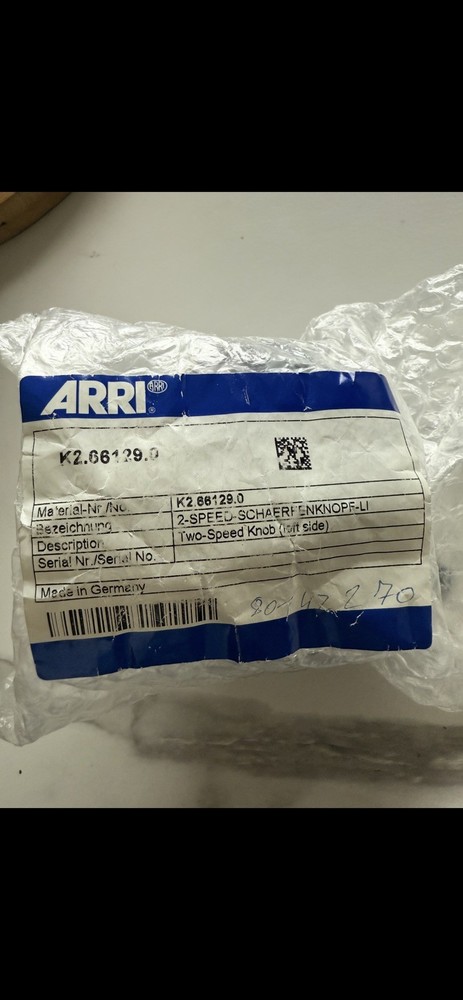 ARRI ARRI ®
K2.66129.0
Material-Nr./No. K2.66129.0
Bezeichnung 2-SPEED-SCHAERFENKNOPF-LI
Description Two-Speed Knob (left side)
Serial Nr./Serial No.
Made in Germany